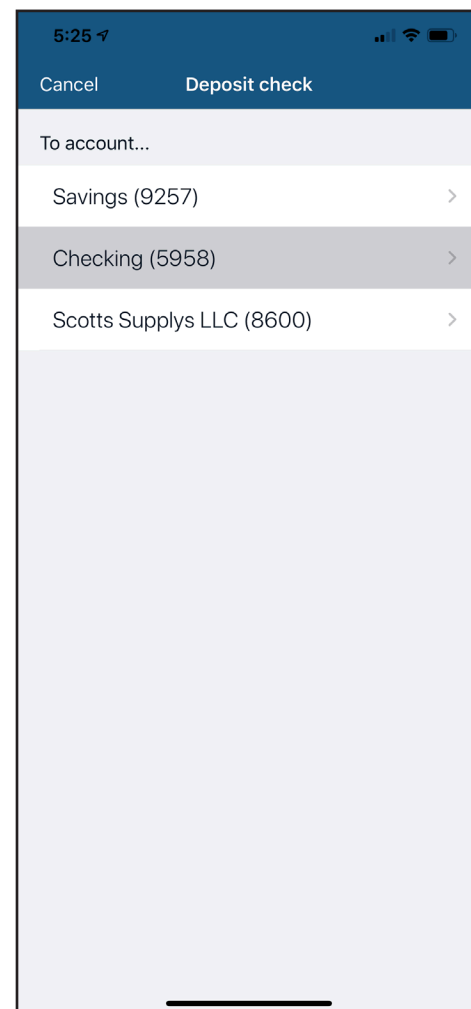 5:25
Cancel Deposit check
To account...
Savings (9257)
Checking (5958)
Scotts Supplys LLC (8600)